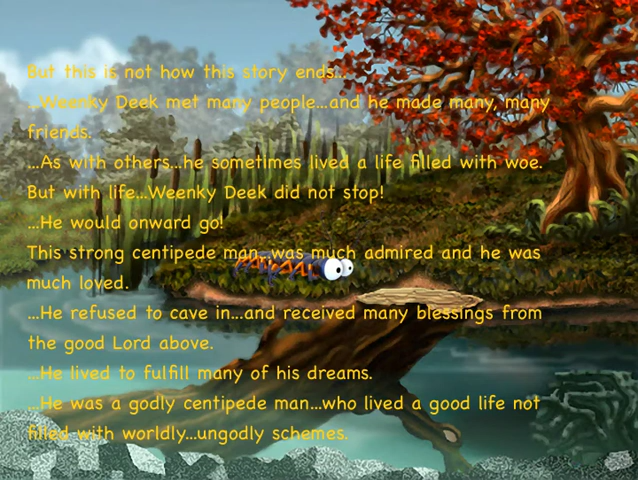 But this is not how this story ends...
...Weenky Deek met many people...and he made many, many
friends.
...As with others...he sometimes lived a life filled with woe.
But with life...Weenky Deek did not stop!
...He would onward go!
This strong centipede man...was much admired and he was
much loved.
...He refused to cave in...and received many blessings from
the good Lord above.
...He lived to fulfill many of his dreams.
...He was a godly centipede man...who lived a good life not
filled with worldly...ungodly schemes.